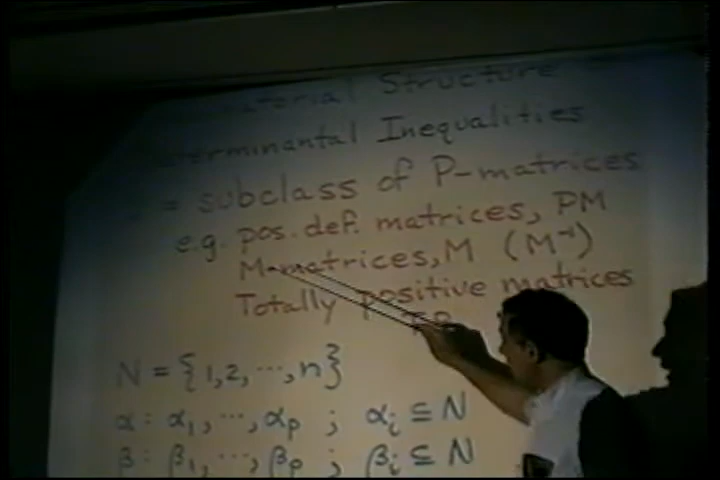 Structure
Determinantal Inequalities
= subclass of P-matrices
e.g. pos. def. matrices, PM
M-matrices, M (M⁻¹)
Totally positive matrices
N = {1,2,⋯,n}
α: α₁,⋯,αₚ ; αᵢ ⊆ N
β: β₁,⋯,βₚ ; βᵢ ⊆ N